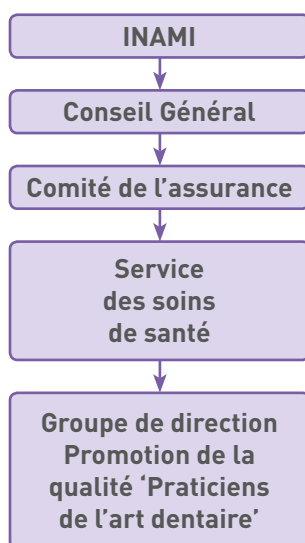 INAMI
Conseil Général
Comité de l’assurance
Service
des soins
de santé
Groupe de direction
Promotion de la
qualité ‘Praticiens
de l’art dentaire’